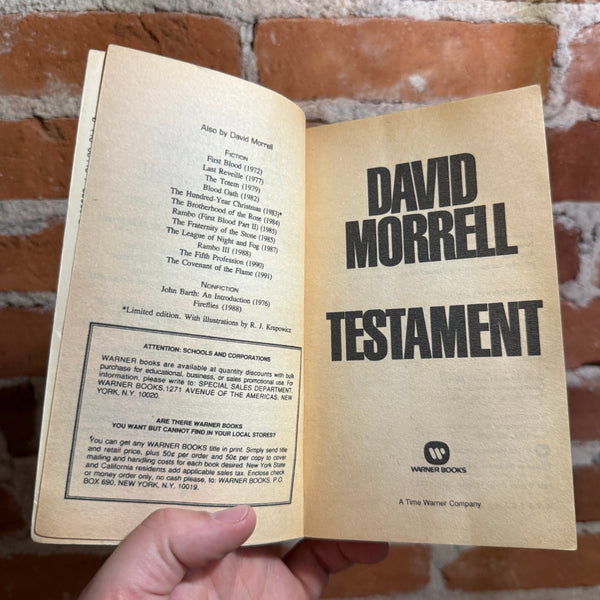 Also by David Morrell
FICTION
First Blood (1972)
Last Reveille (1977)
The Totem (1979)
Blood Oath (1982)
The Hundred-Year Christmas (1983)*
The Brotherhood of the Rose (1984)
Rambo (First Blood Part II) (1985)
The Fraternity of the Stone (1985)
The League of Night and Fog (1987)
Rambo III (1988)
The Fifth Profession (1990)
The Covenant of the Flame (1991)
NONFICTION
John Barth: An Introduction (1976)
Fireflies (1988)
*Limited edition. With illustrations by R. J. Krupowicz
ATTENTION: SCHOOLS AND CORPORATIONS
WARNER books are available at quantity discounts with bulk
purchase for educational, business, or sales promotional use. For
information, please write to: SPECIAL SALES DEPARTMENT,
WARNER BOOKS, 1271 AVENUE OF THE AMERICAS, NEW
YORK, N.Y. 10020.
ARE THERE WARNER BOOKS
YOU WANT BUT CANNOT FIND IN YOUR LOCAL STORES?
You can get any WARNER BOOKS title in print. Simply send title
and retail price, plus 50¢ per order and 50¢ per copy to cover
mailing and handling costs for each book desired. New York State
and California residents add applicable sales tax. Enclose check
or money order only, no cash please, to: WARNER BOOKS, P.O.
BOX 690, NEW YORK, N.Y. 10019.
DAVID
MORRELL
TESTAMENT
WARNER BOOKS
A Time Warner Company